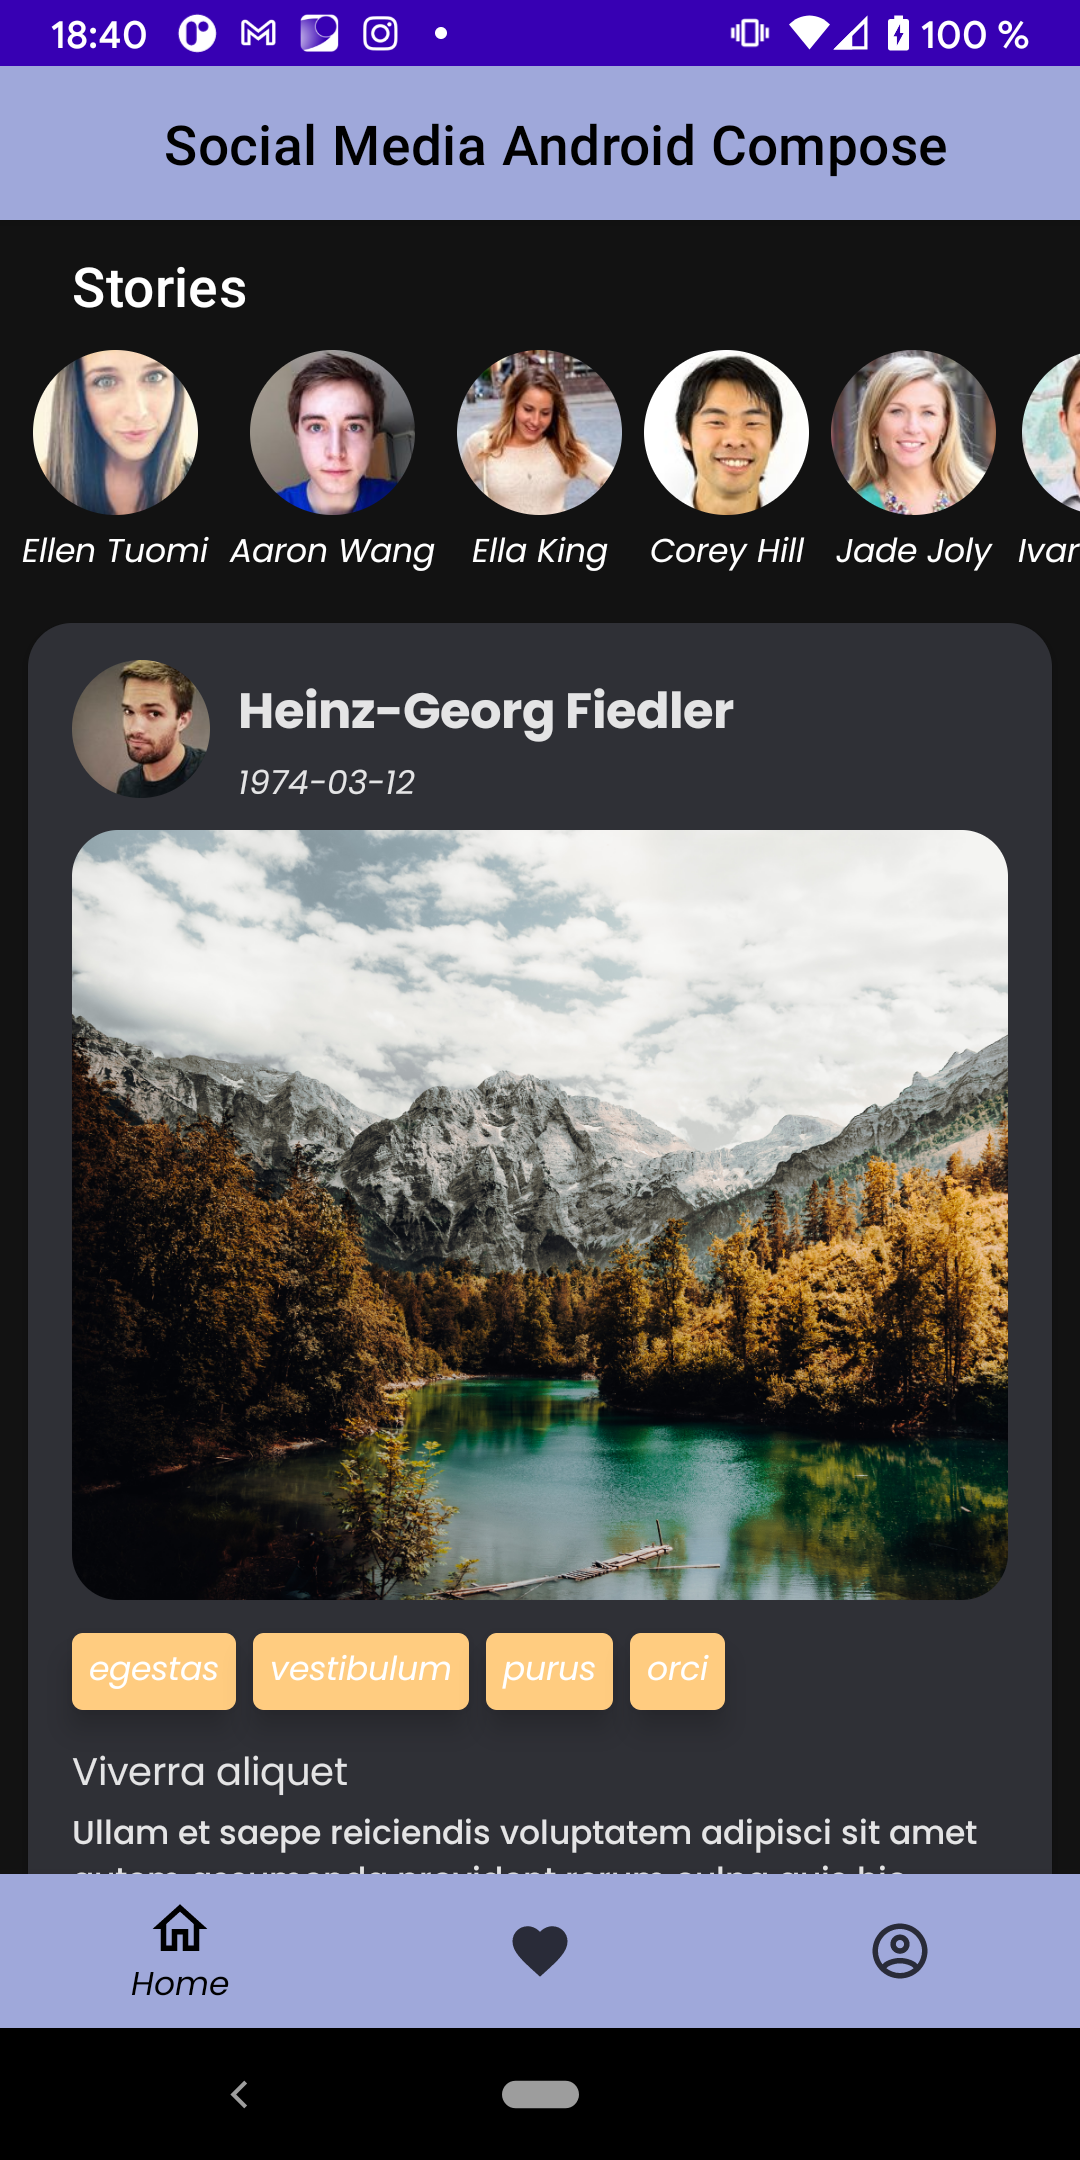 18:40
100 %
Social Media Android Compose
Stories
Ellen Tuomi Aaron Wang Ella King Corey Hill Jade Joly
Heinz-Georg Fiedler
1974-03-12
egestas vestibulum purus orci
Viverra aliquet
Ullam et saepe reiciendis voluptatem adipisci sit amet
Home